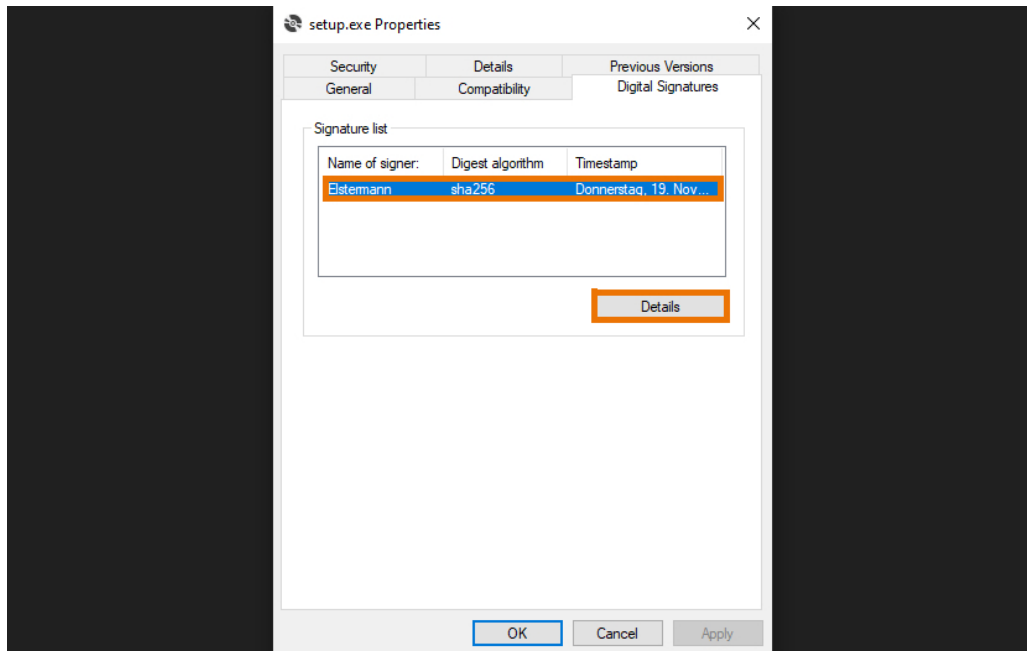 setup.exe Properties
Security Details Previous Versions
General Compatibility Digital Signatures
Signature list
Name of signer: Digest algorithm Timestamp
Elstermann sha256 Donnerstag, 19. Nov...
Details
OK Cancel Apply